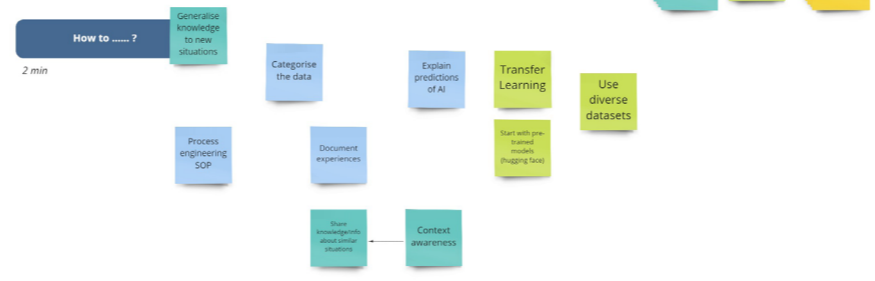 Generalise
knowledge
to new
situations
How to ...... ?
2 min
Categorise
the data
Explain
predictions
of AI
Transfer
Learning
Use
diverse
datasets
Process
engineering
SOP
Document
experiences
Start with pre-
trained
models
(hugging face)
Share
knowledge/info
about similar
situations
Context
awareness